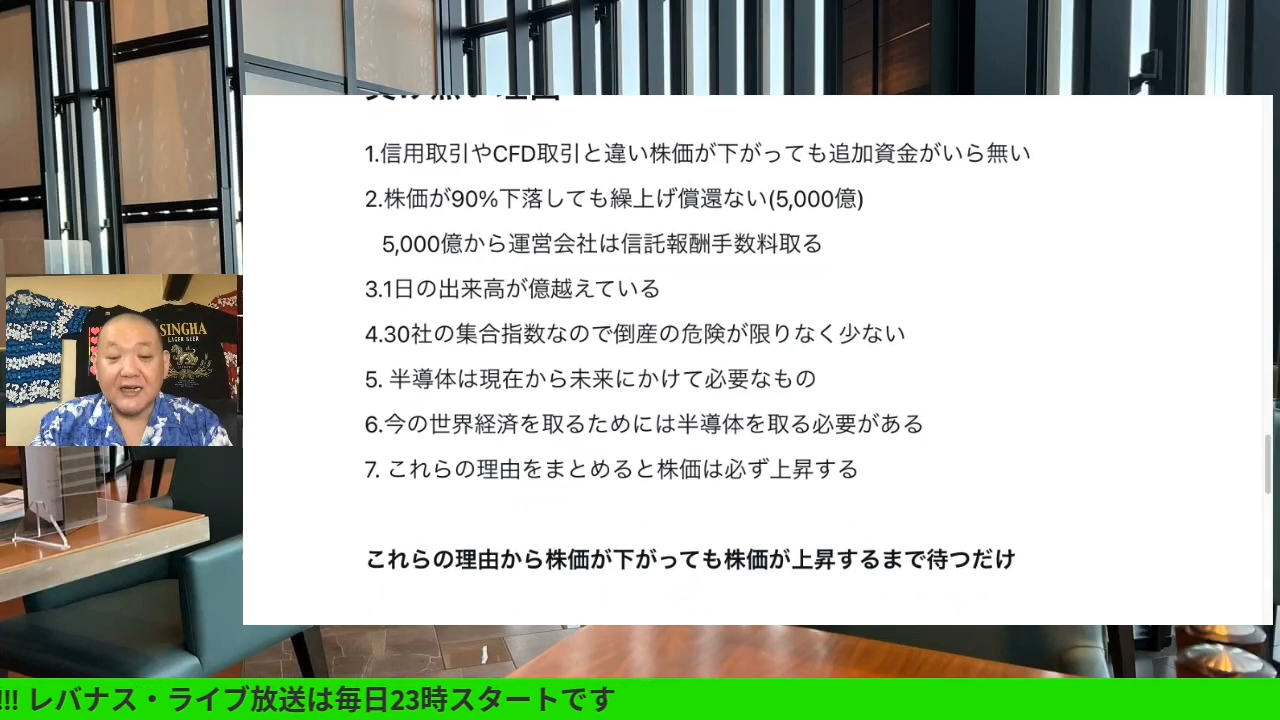 1.信用取引やCFD取引と違い株価が下がっても追加資金がいら無い
2.株価が90%下落しても繰上げ償還ない(5,000億)
5,000億から運営会社は信託報酬手数料取る
3.1日の出来高が億越えている
4.30社の集合指数なので倒産の危険が限りなく少ない
5. 半導体は現在から未来にかけて必要なもの
6.今の世界経済を取るためには半導体を取る必要がある
7. これらの理由をまとめると株価は必ず上昇する
これらの理由から株価が下がっても株価が上昇するまで待つだけ
SINGHA
LAGER BEER
!!! レバナス・ライブ放送は毎日23時スタートです